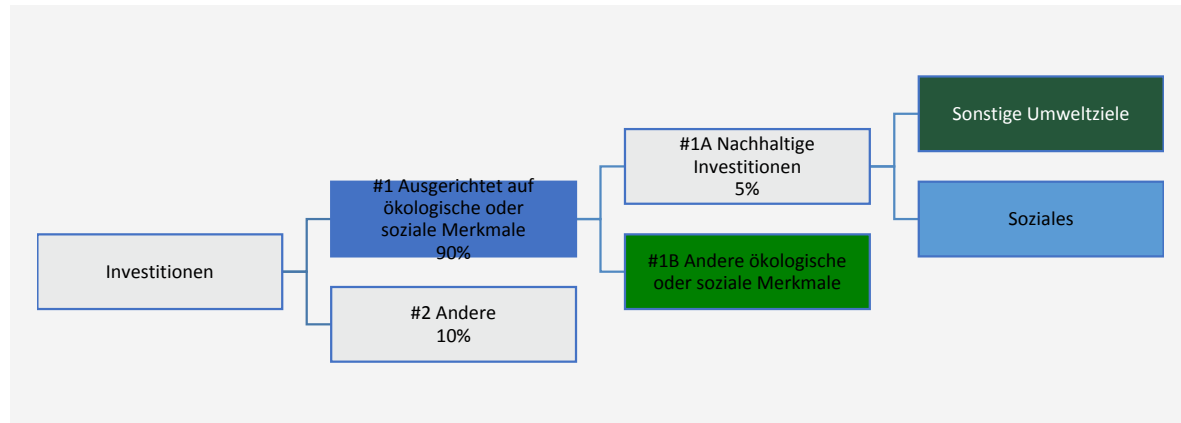 Investitionen
#1 Ausgerichtet auf
ökologische oder
soziale Merkmale
90%
#2 Andere
10%
#1A Nachhaltige
Investitionen
5%
#1B Andere ökologische
oder soziale Merkmale
Sonstige Umweltziele
Soziales